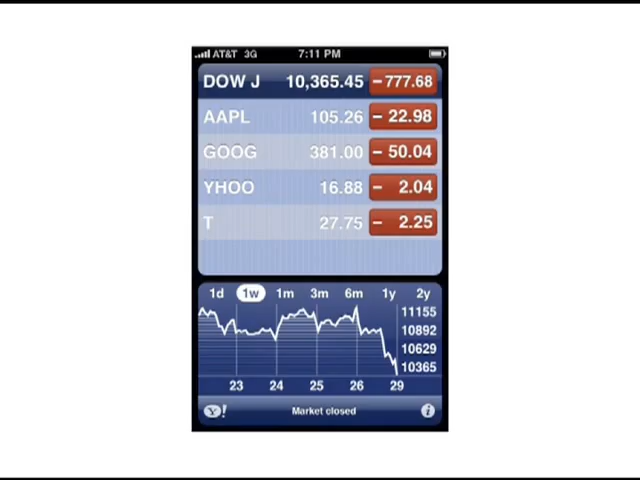 AT&T 3G 7:11 PM
DOW J 10,365.45 −777.68
AAPL 105.26 − 22.98
GOOG 381.00 − 50.04
YHOO 16.88 − 2.04
T 27.75 − 2.25
1d 1w 1m 3m 6m 1y 2y
11155
10892
10629
10365
23 24 25 26 29
Y! Market closed i